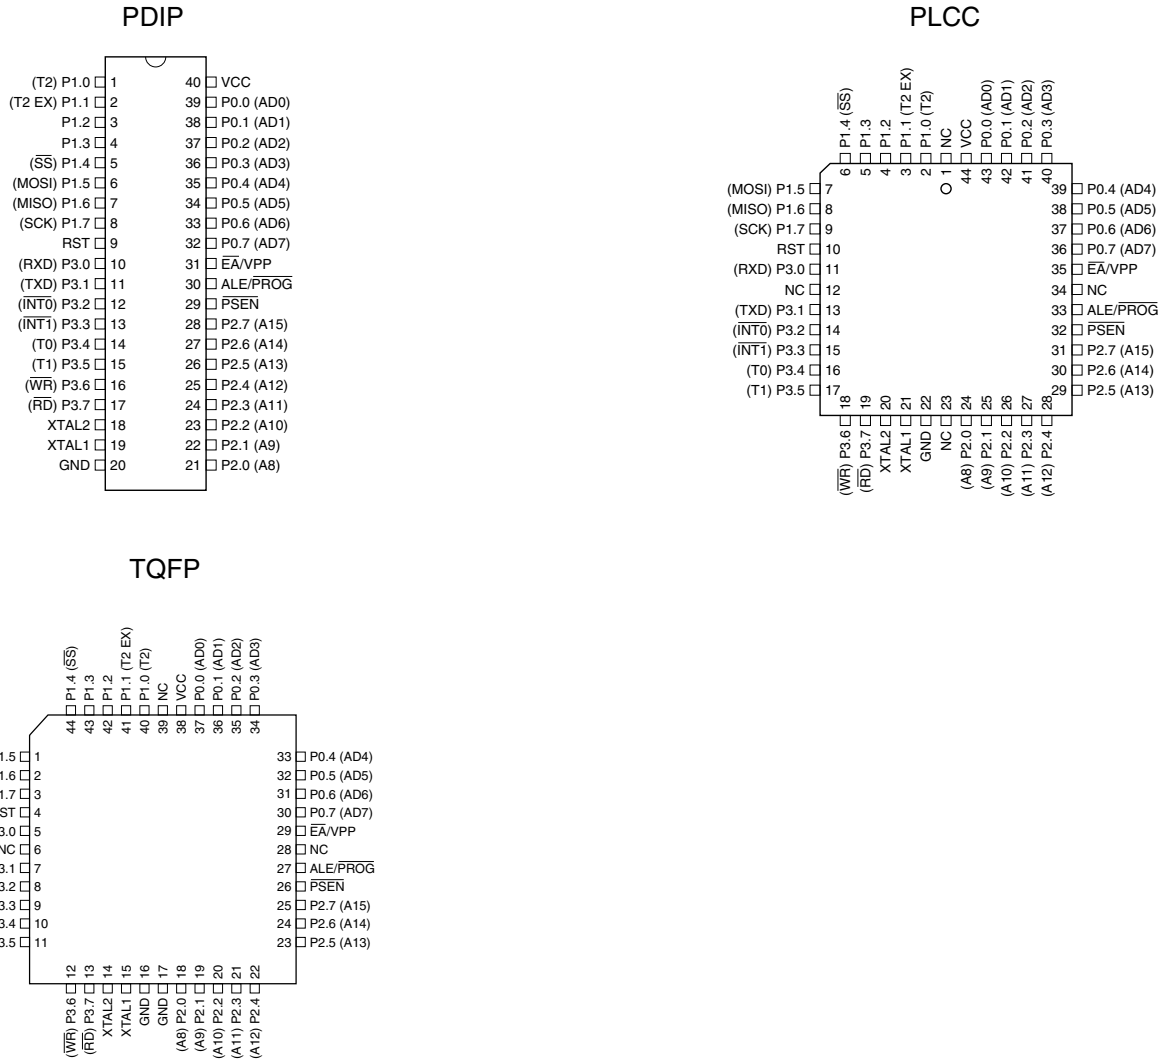 PDIP
(T2) P1.0 1 40 VCC
(T2 EX) P1.1 2 39 P0.0 (AD0)
P1.2 3 38 P0.1 (AD1)
P1.3 4 37 P0.2 (AD2)
(SS) P1.4 5 36 P0.3 (AD3)
(MOSI) P1.5 6 35 P0.4 (AD4)
(MISO) P1.6 7 34 P0.5 (AD5)
(SCK) P1.7 8 33 P0.6 (AD6)
RST 9 32 P0.7 (AD7)
(RXD) P3.0 10 31 EA/VPP
(TXD) P3.1 11 30 ALE/PROG
(INT0) P3.2 12 29 PSEN
(INT1) P3.3 13 28 P2.7 (A15)
(T0) P3.4 14 27 P2.6 (A14)
(T1) P3.5 15 26 P2.5 (A13)
(WR) P3.6 16 25 P2.4 (A12)
(RD) P3.7 17 24 P2.3 (A11)
XTAL2 18 23 P2.2 (A10)
XTAL1 19 22 P2.1 (A9)
GND 20 21 P2.0 (A8)
PLCC
6 P1.4 (SS)
5 P1.3
4 P1.2
3 P1.1 (T2 EX)
2 P1.0 (T2)
1 NC
44 VCC
43 P0.0 (AD0)
42 P0.1 (AD1)
41 P0.2 (AD2)
40 P0.3 (AD3)
(MOSI) P1.5 7 39 P0.4 (AD4)
(MISO) P1.6 8 38 P0.5 (AD5)
(SCK) P1.7 9 37 P0.6 (AD6)
RST 10 36 P0.7 (AD7)
(RXD) P3.0 11 35 EA/VPP
NC 12 34 NC
(TXD) P3.1 13 33 ALE/PROG
(INT0) P3.2 14 32 PSEN
(INT1) P3.3 15 31 P2.7 (A15)
(T0) P3.4 16 30 P2.6 (A14)
(T1) P3.5 17 29 P2.5 (A13)
(WR) P3.6 18
(RD) P3.7 19
XTAL2 20
XTAL1 21
GND 22
NC 23
(A8) P2.0 24
(A9) P2.1 25
(A10) P2.2 26
(A11) P2.3 27
(A12) P2.4 28
TQFP
44 P1.4 (SS)
43 P1.3
42 P1.2
41 P1.1 (T2 EX)
40 P1.0 (T2)
39 NC
38 VCC
37 P0.0 (AD0)
36 P0.1 (AD1)
35 P0.2 (AD2)
34 P0.3 (AD3)
1.5 1 33 P0.4 (AD4)
1.6 2 32 P0.5 (AD5)
1.7 3 31 P0.6 (AD6)
ST 4 30 P0.7 (AD7)
3.0 5 29 EA/VPP
NC 6 28 NC
3.1 7 27 ALE/PROG
3.2 8 26 PSEN
3.3 9 25 P2.7 (A15)
3.4 10 24 P2.6 (A14)
3.5 11 23 P2.5 (A13)
(WR) P3.6 12
(RD) P3.7 13
XTAL2 14
XTAL1 15
GND 16
GND 17
(A8) P2.0 18
(A9) P2.1 19
(A10) P2.2 20
(A11) P2.3 21
(A12) P2.4 22